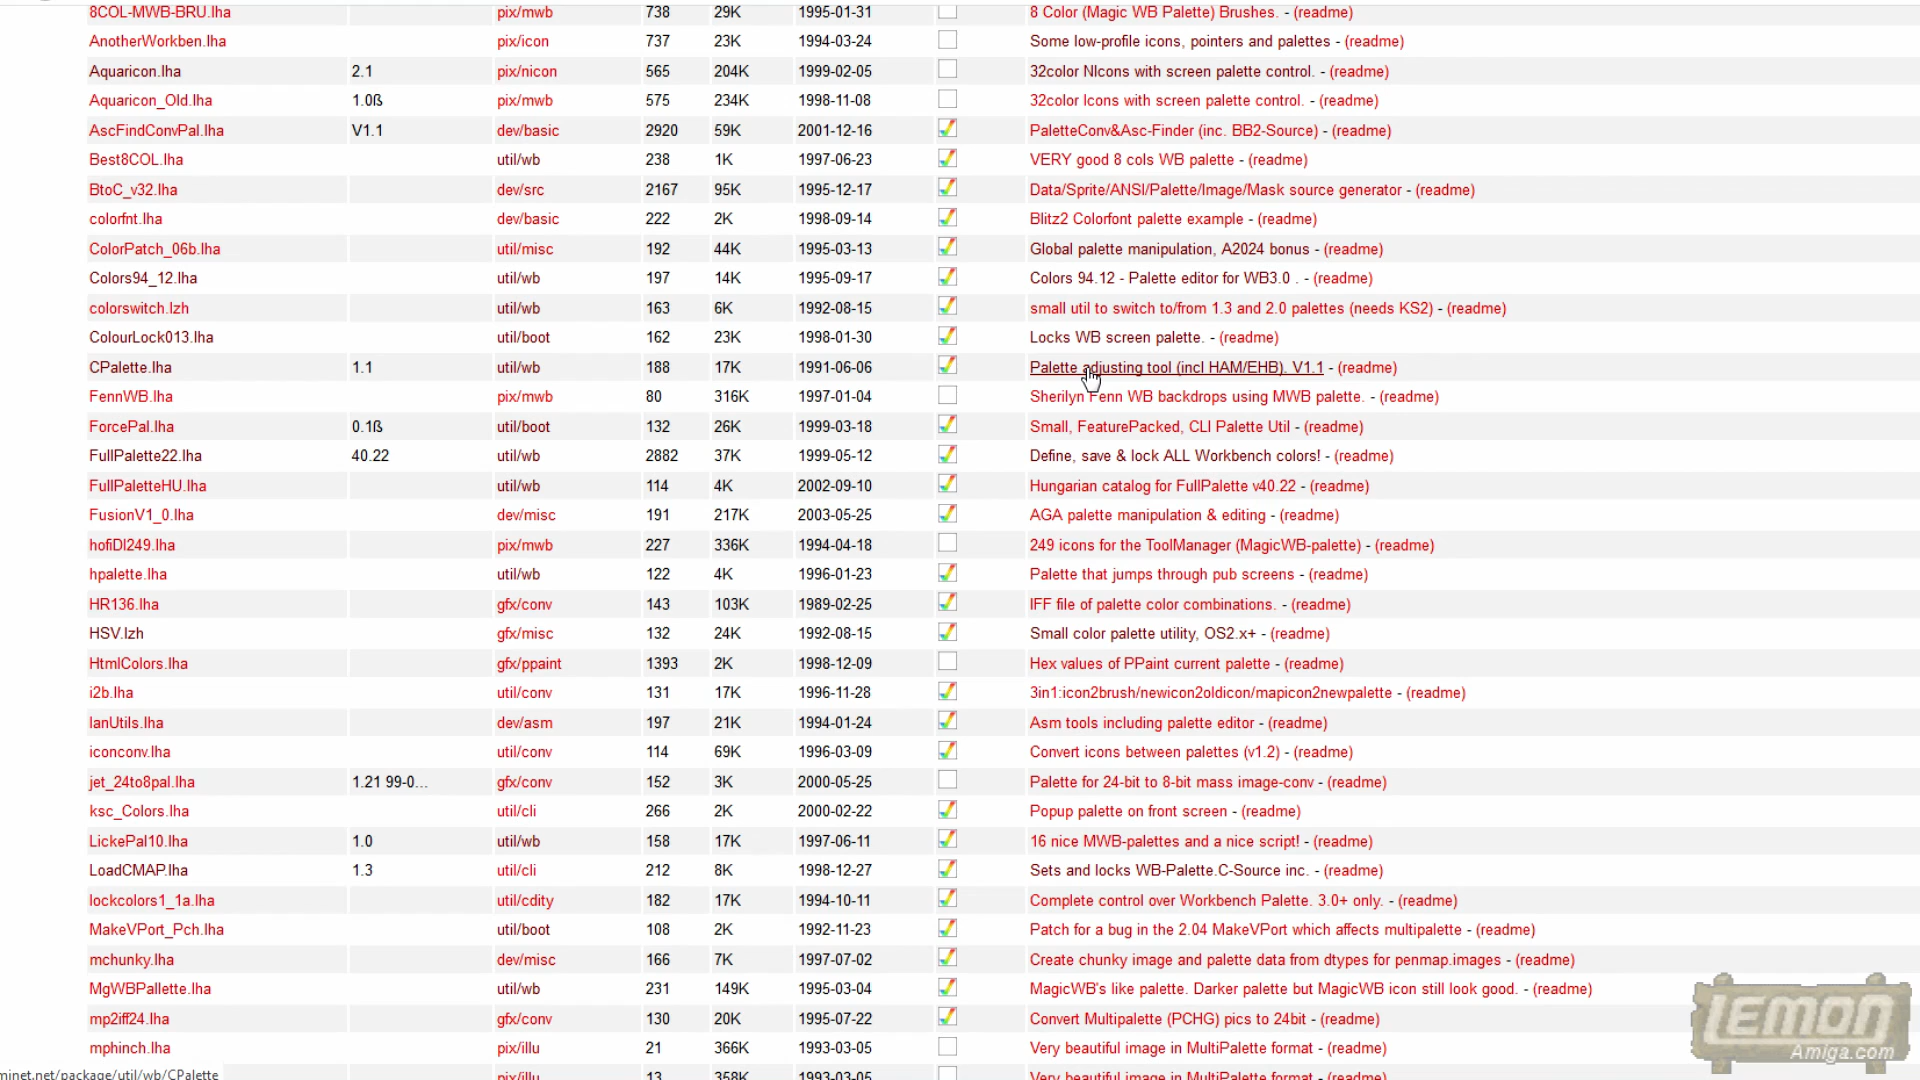 8COL-MWB-BRU.lha pix/mwb 738 29K 1995-01-31 8 Color (Magic WB Palette) Brushes. - (readme)
AnotherWorkben.lha pix/icon 737 23K 1994-03-24 Some low-profile icons, pointers and palettes - (readme)
Aquaricon.lha 2.1 pix/nicon 565 204K 1999-02-05 32color NIcons with screen palette control. - (readme)
Aquaricon_Old.lha 1.0ß pix/mwb 575 234K 1998-11-08 32color Icons with screen palette control. - (readme)
AscFindConvPal.lha V1.1 dev/basic 2920 59K 2001-12-16 PaletteConv&Asc-Finder (inc. BB2-Source) - (readme)
Best8COL.lha util/wb 238 1K 1997-06-23 VERY good 8 cols WB palette - (readme)
BtoC_v32.lha dev/src 2167 95K 1995-12-17 Data/Sprite/ANSI/Palette/Image/Mask source generator - (readme)
colorfnt.lha dev/basic 222 2K 1998-09-14 Blitz2 Colorfont palette example - (readme)
ColorPatch_06b.lha util/misc 192 44K 1995-03-13 Global palette manipulation, A2024 bonus - (readme)
Colors94_12.lha util/wb 197 14K 1995-09-17 Colors 94.12 - Palette editor for WB3.0 . - (readme)
colorswitch.lzh util/wb 163 6K 1992-08-15 small util to switch to/from 1.3 and 2.0 palettes (needs KS2) - (readme)
ColourLock013.lha util/boot 162 23K 1998-01-30 Locks WB screen palette. - (readme)
CPalette.lha 1.1 util/wb 188 17K 1991-06-06 Palette adjusting tool (incl HAM/EHB). V1.1 - (readme)
FennWB.lha pix/mwb 80 316K 1997-01-04 Sherilyn Fenn WB backdrops using MWB palette. - (readme)
ForcePal.lha 0.1ß util/boot 132 26K 1999-03-18 Small, FeaturePacked, CLI Palette Util - (readme)
FullPalette22.lha 40.22 util/wb 2882 37K 1999-05-12 Define, save & lock ALL Workbench colors! - (readme)
FullPaletteHU.lha util/wb 114 4K 2002-09-10 Hungarian catalog for FullPalette v40.22 - (readme)
FusionV1_0.lha dev/misc 191 217K 2003-05-25 AGA palette manipulation & editing - (readme)
hofiDI249.lha pix/mwb 227 336K 1994-04-18 249 icons for the ToolManager (MagicWB-palette) - (readme)
hpalette.lha util/wb 122 4K 1996-01-23 Palette that jumps through pub screens - (readme)
HR136.lha gfx/conv 143 103K 1989-02-25 IFF file of palette color combinations. - (readme)
HSV.lzh gfx/misc 132 24K 1992-08-15 Small color palette utility, OS2.x+ - (readme)
HtmlColors.lha gfx/ppaint 1393 2K 1998-12-09 Hex values of PPaint current palette - (readme)
i2b.lha util/conv 131 17K 1996-11-28 3in1:icon2brush/newicon2oldicon/mapicon2newpalette - (readme)
IanUtils.lha dev/asm 197 21K 1994-01-24 Asm tools including palette editor - (readme)
iconconv.lha util/conv 114 69K 1996-03-09 Convert icons between palettes (v1.2) - (readme)
jet_24to8pal.lha 1.21 99-0... gfx/conv 152 3K 2000-05-25 Palette for 24-bit to 8-bit mass image-conv - (readme)
ksc_Colors.lha util/cli 266 2K 2000-02-22 Popup palette on front screen - (readme)
LickePal10.lha 1.0 util/wb 158 17K 1997-06-11 16 nice MWB-palettes and a nice script! - (readme)
LoadCMAP.lha 1.3 util/cli 212 8K 1998-12-27 Sets and locks WB-Palette.C-Source inc. - (readme)
lockcolors1_1a.lha util/cdity 182 17K 1994-10-11 Complete control over Workbench Palette. 3.0+ only. - (readme)
MakeVPort_Pch.lha util/boot 108 2K 1992-11-23 Patch for a bug in the 2.04 MakeVPort which affects multipalette - (readme)
mchunky.lha dev/misc 166 7K 1997-07-02 Create chunky image and palette data from dtypes for penmap.images - (readme)
MgWBPallette.lha util/wb 231 149K 1995-03-04 MagicWB's like palette. Darker palette but MagicWB icon still look good. - (readme)
mp2iff24.lha gfx/conv 130 20K 1995-07-22 Convert Multipalette (PCHG) pics to 24bit - (readme)
mphinch.lha pix/illu 21 366K 1993-03-05 Very beautiful image in MultiPalette format - (readme)
pix/illu 13 358K 1993-03-05 Very beautiful image in MultiPalette format - (readme)
minet.net/package/util/wb/CPalette
LEMON
Amiga.com